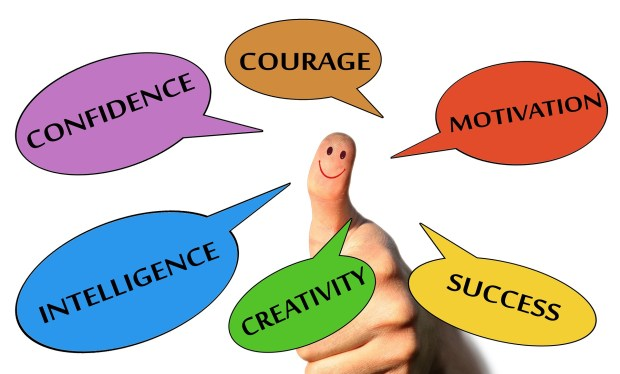 COURAGE
CONFIDENCE
MOTIVATION
INTELLIGENCE
CREATIVITY
SUCCESS